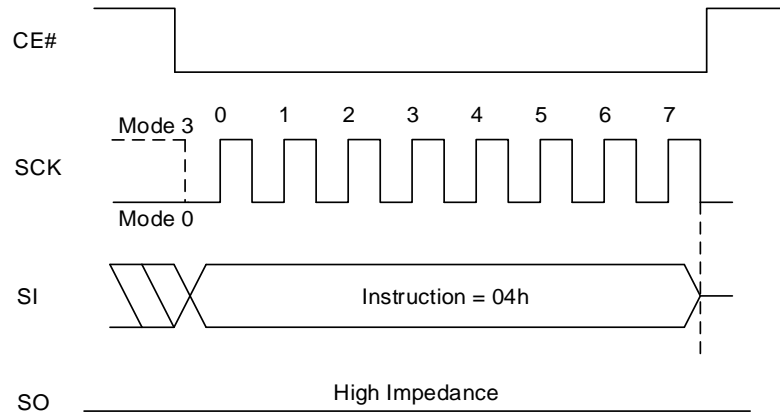 CE#
0 1 2 3 4 5 6 7
Mode 3
SCK
Mode 0
SI
Instruction = 04h
High Impedance
SO